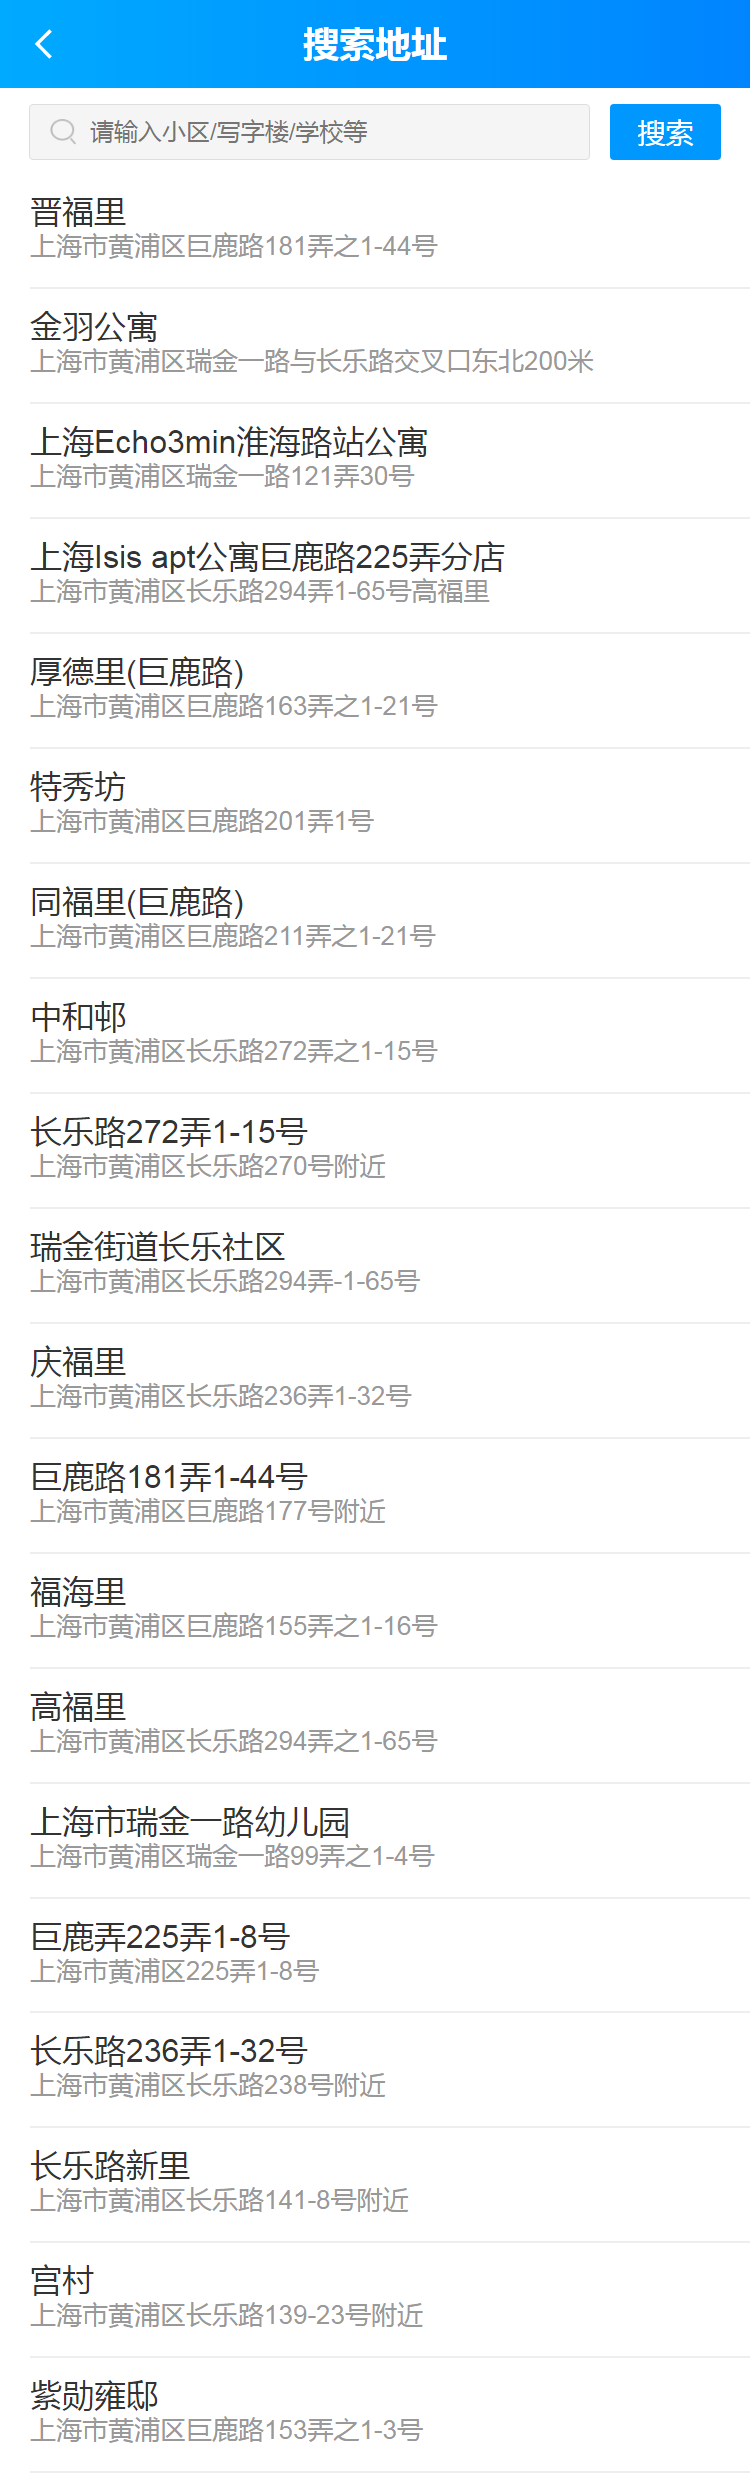 搜索地址
请输入小区/写字楼/学校等
搜索
晋福里
上海市黄浦区巨鹿路181弄之1-44号
金羽公寓
上海市黄浦区瑞金一路与长乐路交叉口东北200米
上海Echo3min淮海路站公寓
上海市黄浦区瑞金一路121弄30号
上海Isis apt公寓巨鹿路225弄分店
上海市黄浦区长乐路294弄1-65号高福里
厚德里(巨鹿路)
上海市黄浦区巨鹿路163弄之1-21号
特秀坊
上海市黄浦区巨鹿路201弄1号
同福里(巨鹿路)
上海市黄浦区巨鹿路211弄之1-21号
中和邨
上海市黄浦区长乐路272弄之1-15号
长乐路272弄1-15号
上海市黄浦区长乐路270号附近
瑞金街道长乐社区
上海市黄浦区长乐路294弄-1-65号
庆福里
上海市黄浦区长乐路236弄1-32号
巨鹿路181弄1-44号
上海市黄浦区巨鹿路177号附近
福海里
上海市黄浦区巨鹿路155弄之1-16号
高福里
上海市黄浦区长乐路294弄之1-65号
上海市瑞金一路幼儿园
上海市黄浦区瑞金一路99弄之1-4号
巨鹿弄225弄1-8号
上海市黄浦区225弄1-8号
长乐路236弄1-32号
上海市黄浦区长乐路238号附近
长乐路新里
上海市黄浦区长乐路141-8号附近
宫村
上海市黄浦区长乐路139-23号附近
紫勋雍邸
上海市黄浦区巨鹿路153弄之1-3号